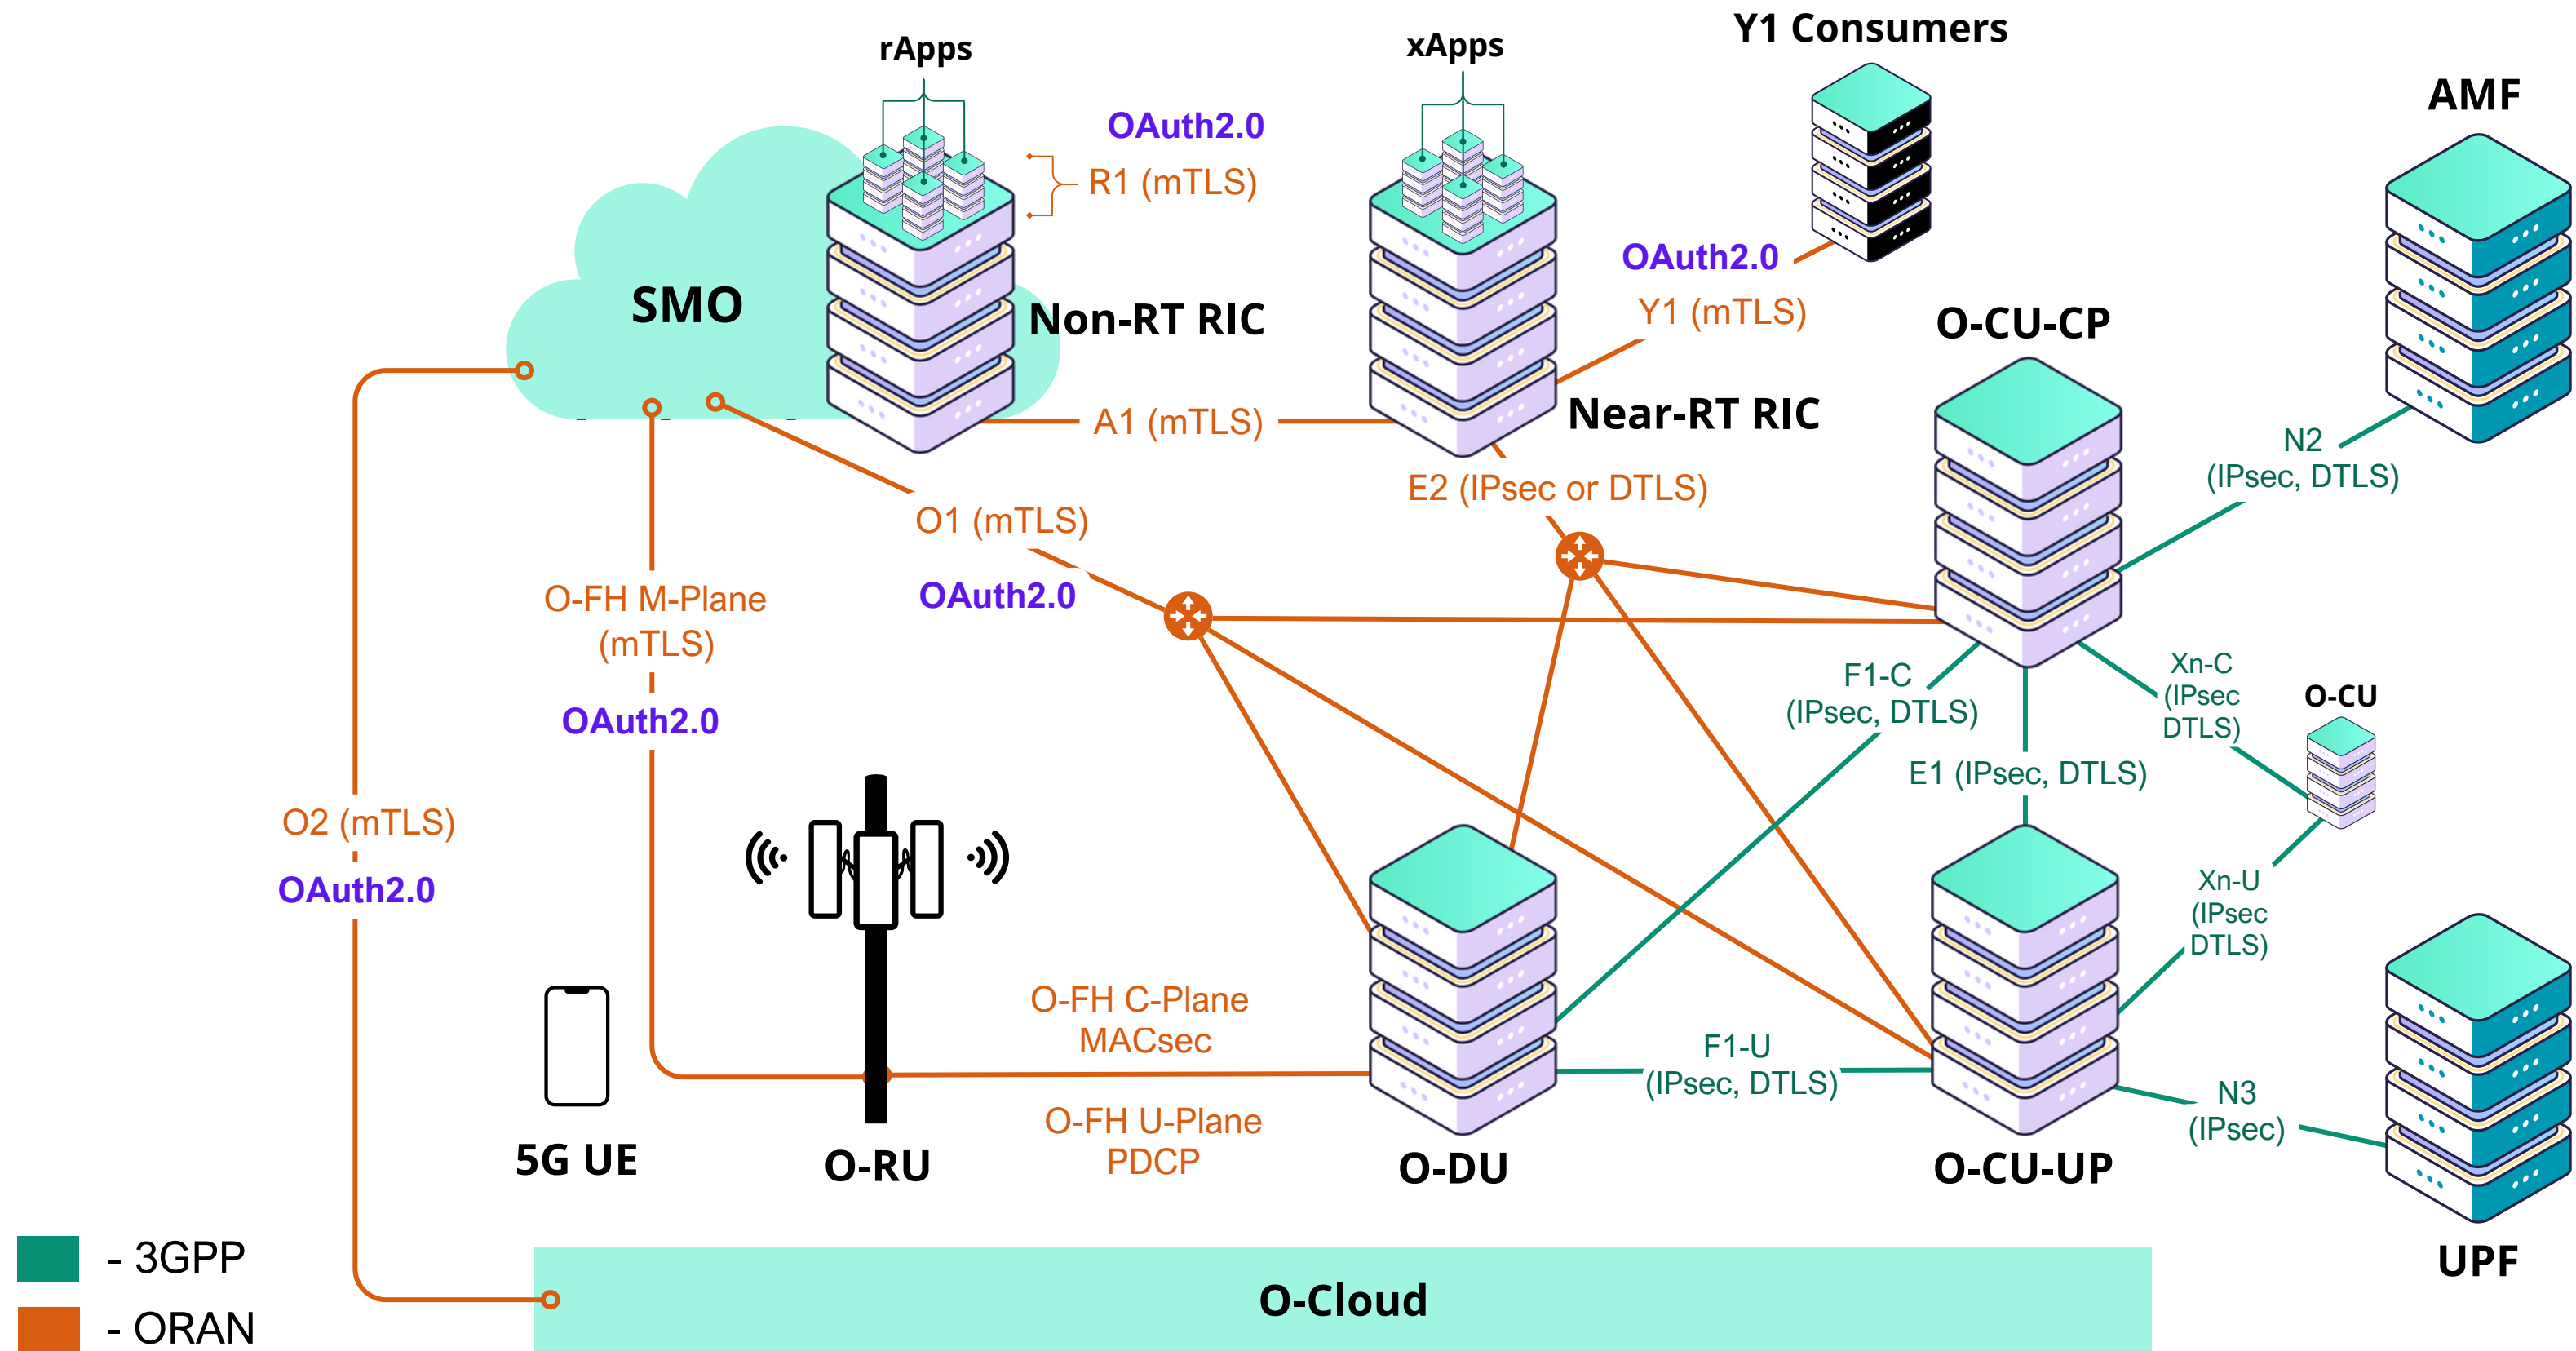 Y1 Consumers
rApps
xApps
AMF
OAuth2.0
R1 (mTLS)
OAuth2.0
Y1 (mTLS)
SMO
Non-RT RIC
O-CU-CP
A1 (mTLS)
Near-RT RIC
N2
(IPsec, DTLS)
E2 (IPsec or DTLS)
O1 (mTLS)
OAuth2.0
O-FH M-Plane
(mTLS)
OAuth2.0
F1-C
(IPsec, DTLS)
Xn-C
(IPsec
DTLS)
O-CU
E1 (IPsec, DTLS)
O2 (mTLS)
OAuth2.0
Xn-U
(IPsec
DTLS)
O-FH C-Plane
MACsec
F1-U
(IPsec, DTLS)
N3
(IPsec)
O-FH U-Plane
PDCP
5G UE
O-RU
O-DU
O-CU-UP
UPF
- 3GPP
- ORAN
O-Cloud